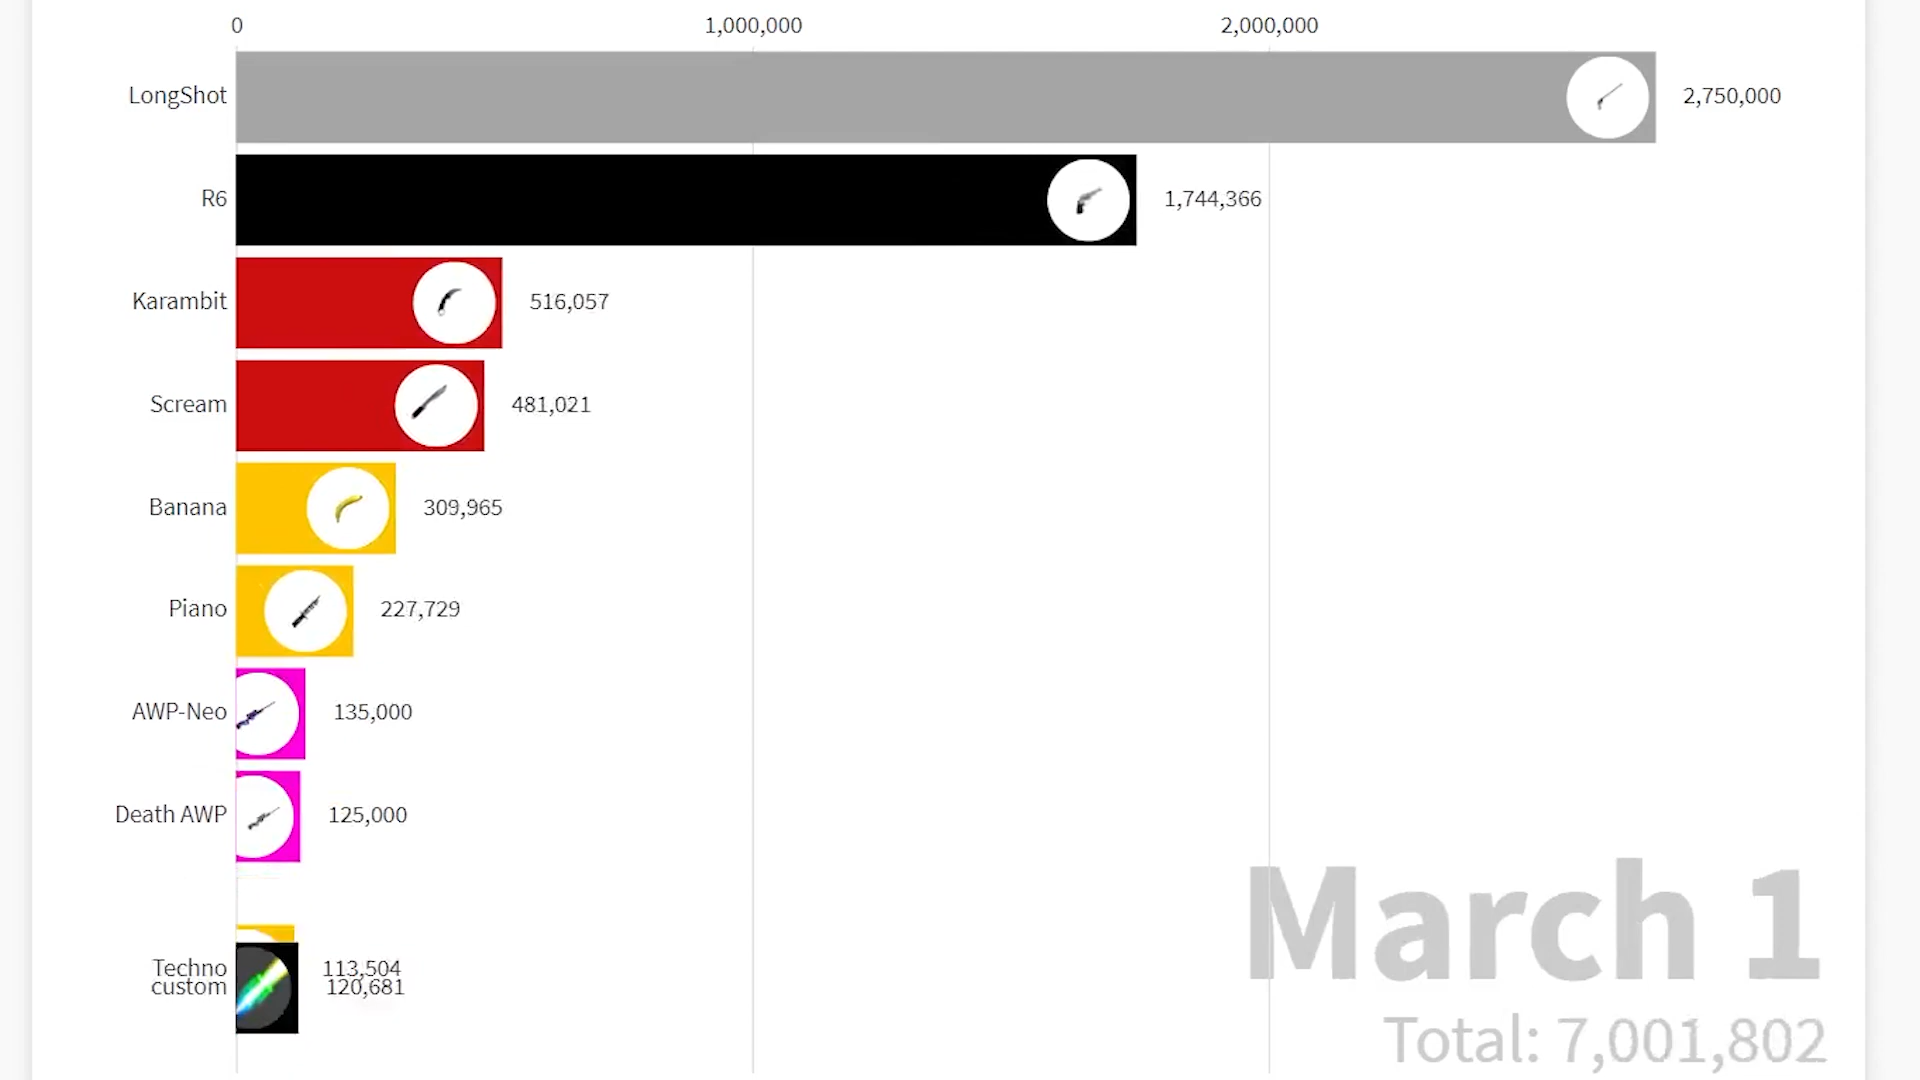 0 1,000,000 2,000,000
LongShot 2,750,000
R6 1,744,366
Karambit 516,057
Scream 481,021
Banana 309,965
Piano 227,729
AWP-Neo 135,000
Death AWP 125,000
Techno 113,504
custom 120,681
March 1
Total: 7,001,802